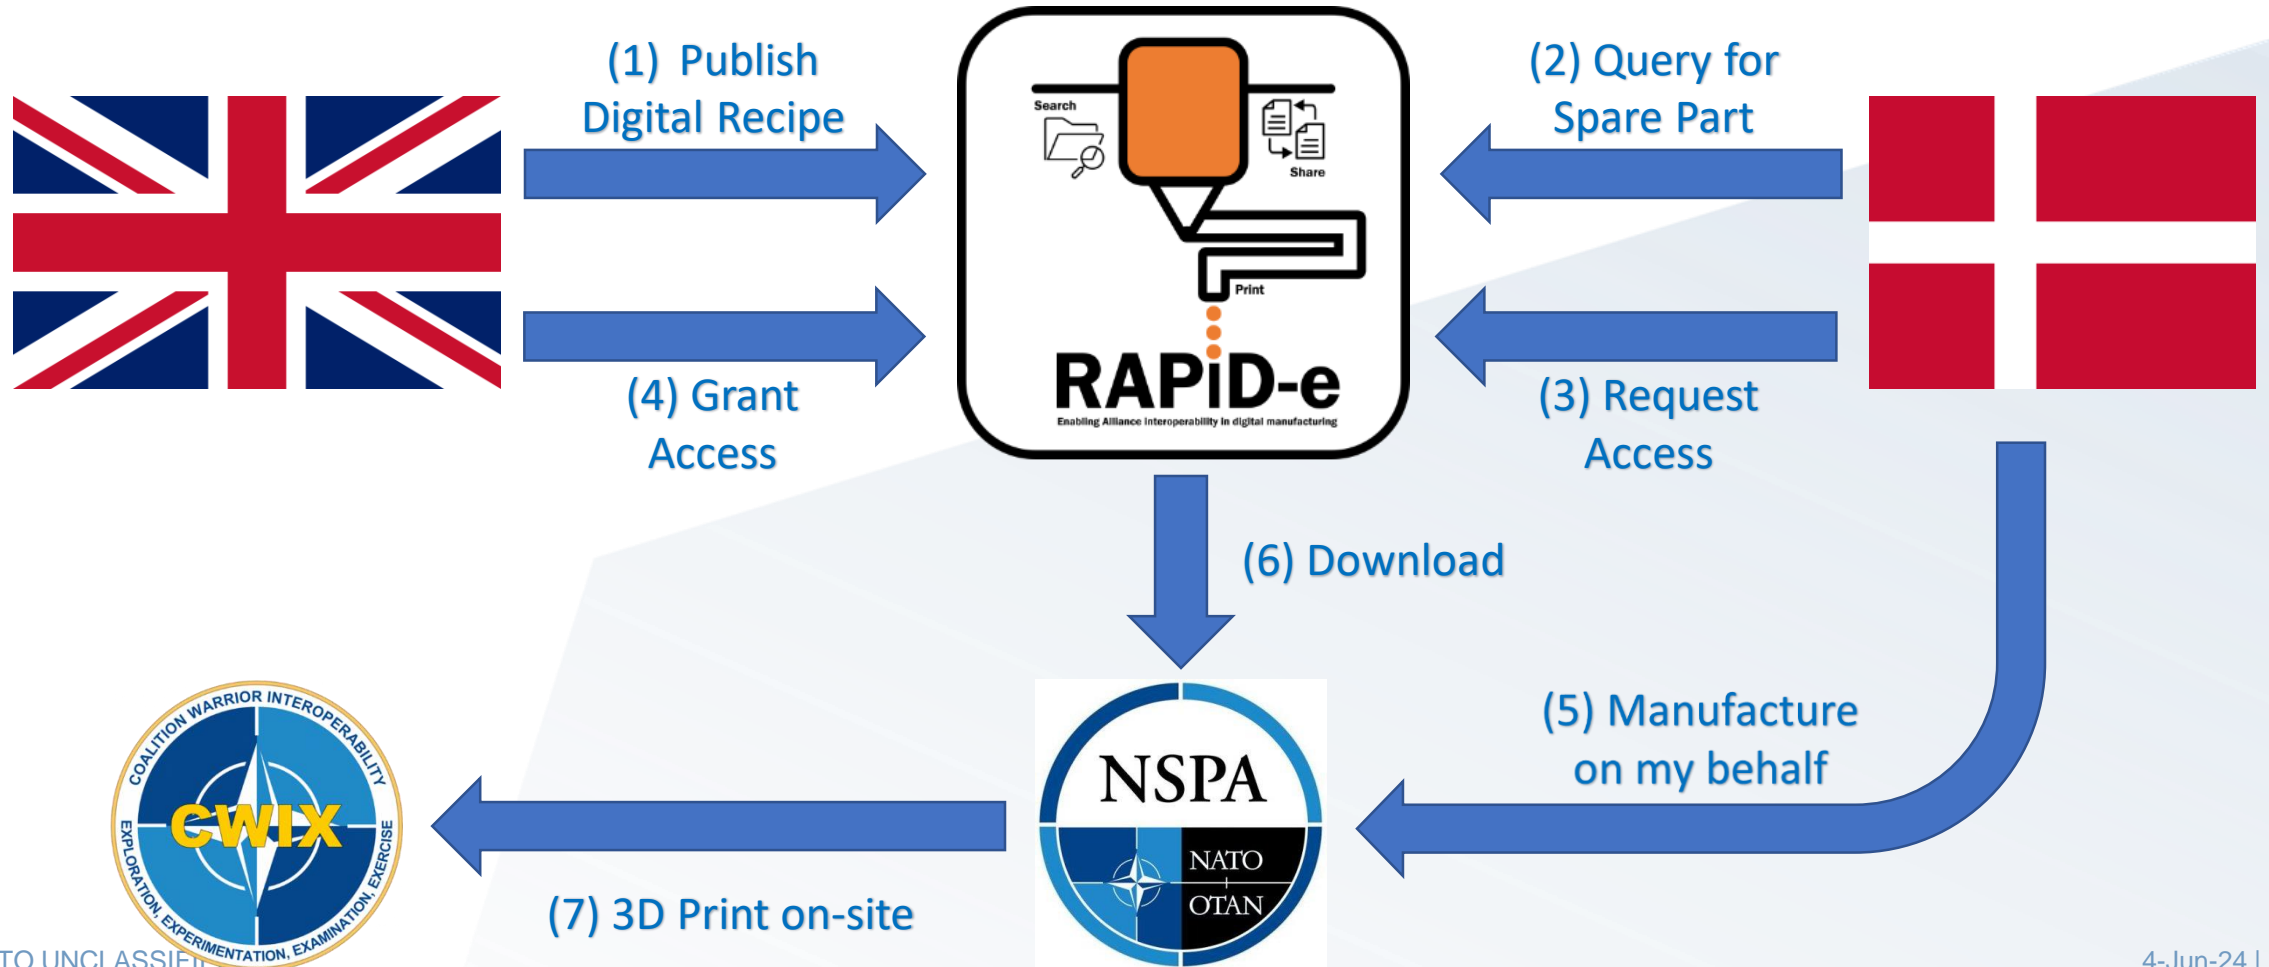 (1) Publish
Digital Recipe
(2) Query for
Spare Part
Search
Share
Print
RAPiD-e
Enabling Alliance interoperability in digital manufacturing
(4) Grant
Access
(3) Request
Access
(6) Download
(5) Manufacture
on my behalf
COALITION WARRIOR INTEROPERABILITY
CWIX
EXPLORATION, EXPERIMENTATION, EXAMINATION, EXERCISE
NSPA
NATO
OTAN
(7) 3D Print on-site
4-Jun-24 |